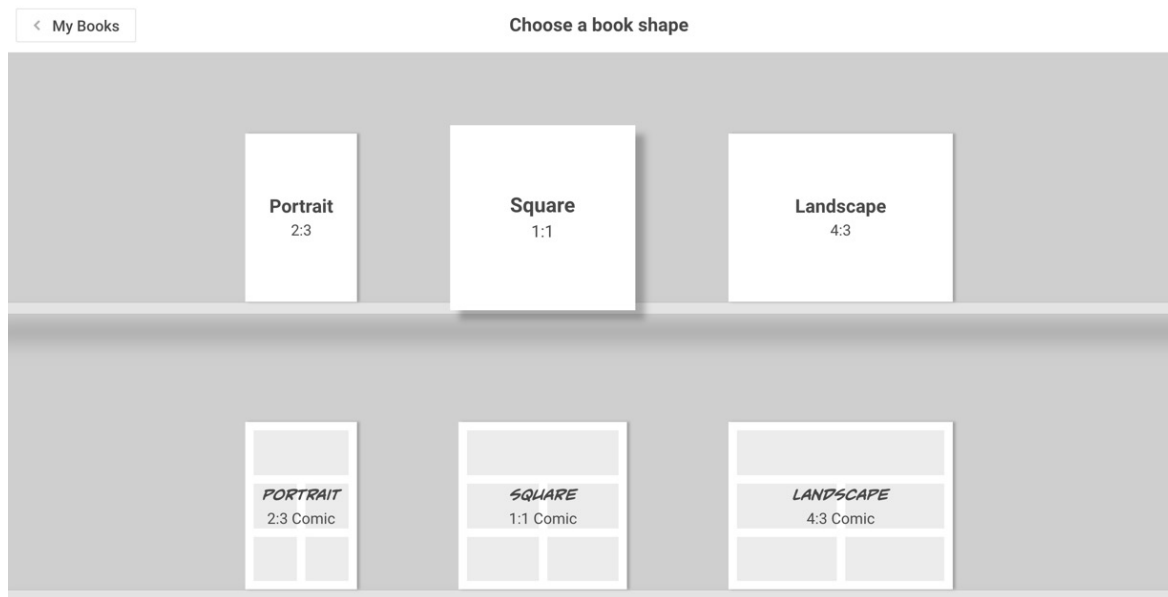 My Books
Choose a book shape
Portrait
2:3
Square
1:1
Landscape
4:3
PORTRAIT
2:3 Comic
SQUARE
1:1 Comic
LANDSCAPE
4:3 Comic